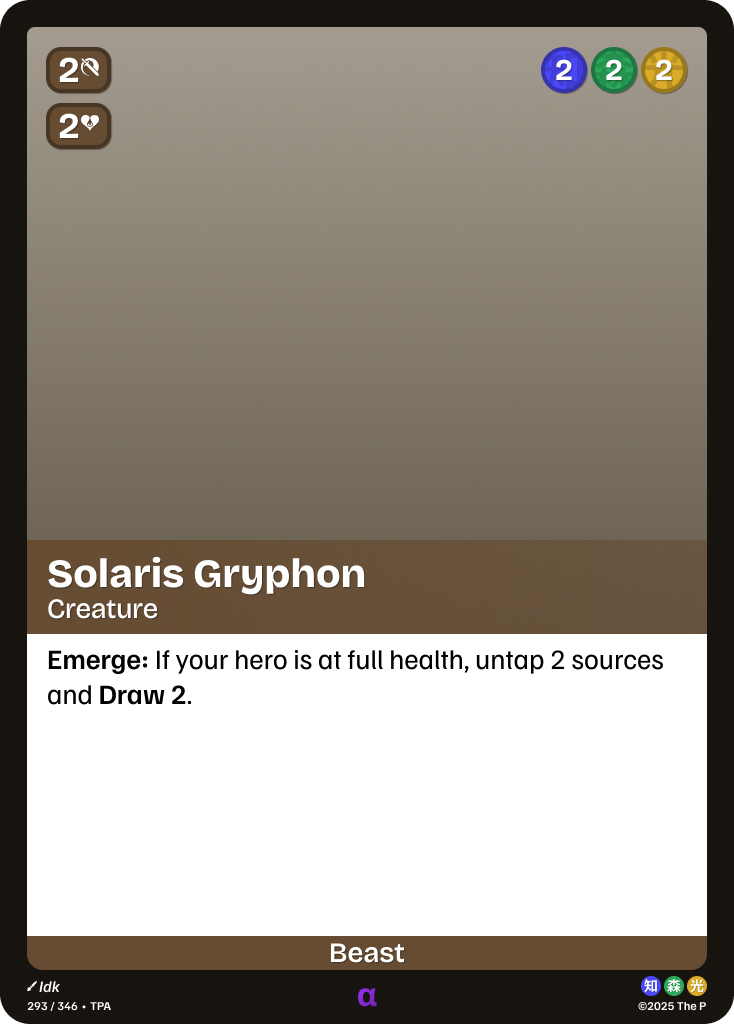 2 2 2 2
2
Solaris Gryphon
Creature
Emerge: If your hero is at full health, untap 2 sources
and Draw 2.
Beast
Idk
293 / 346 • TPA
α
知 森 光
©2025 The P